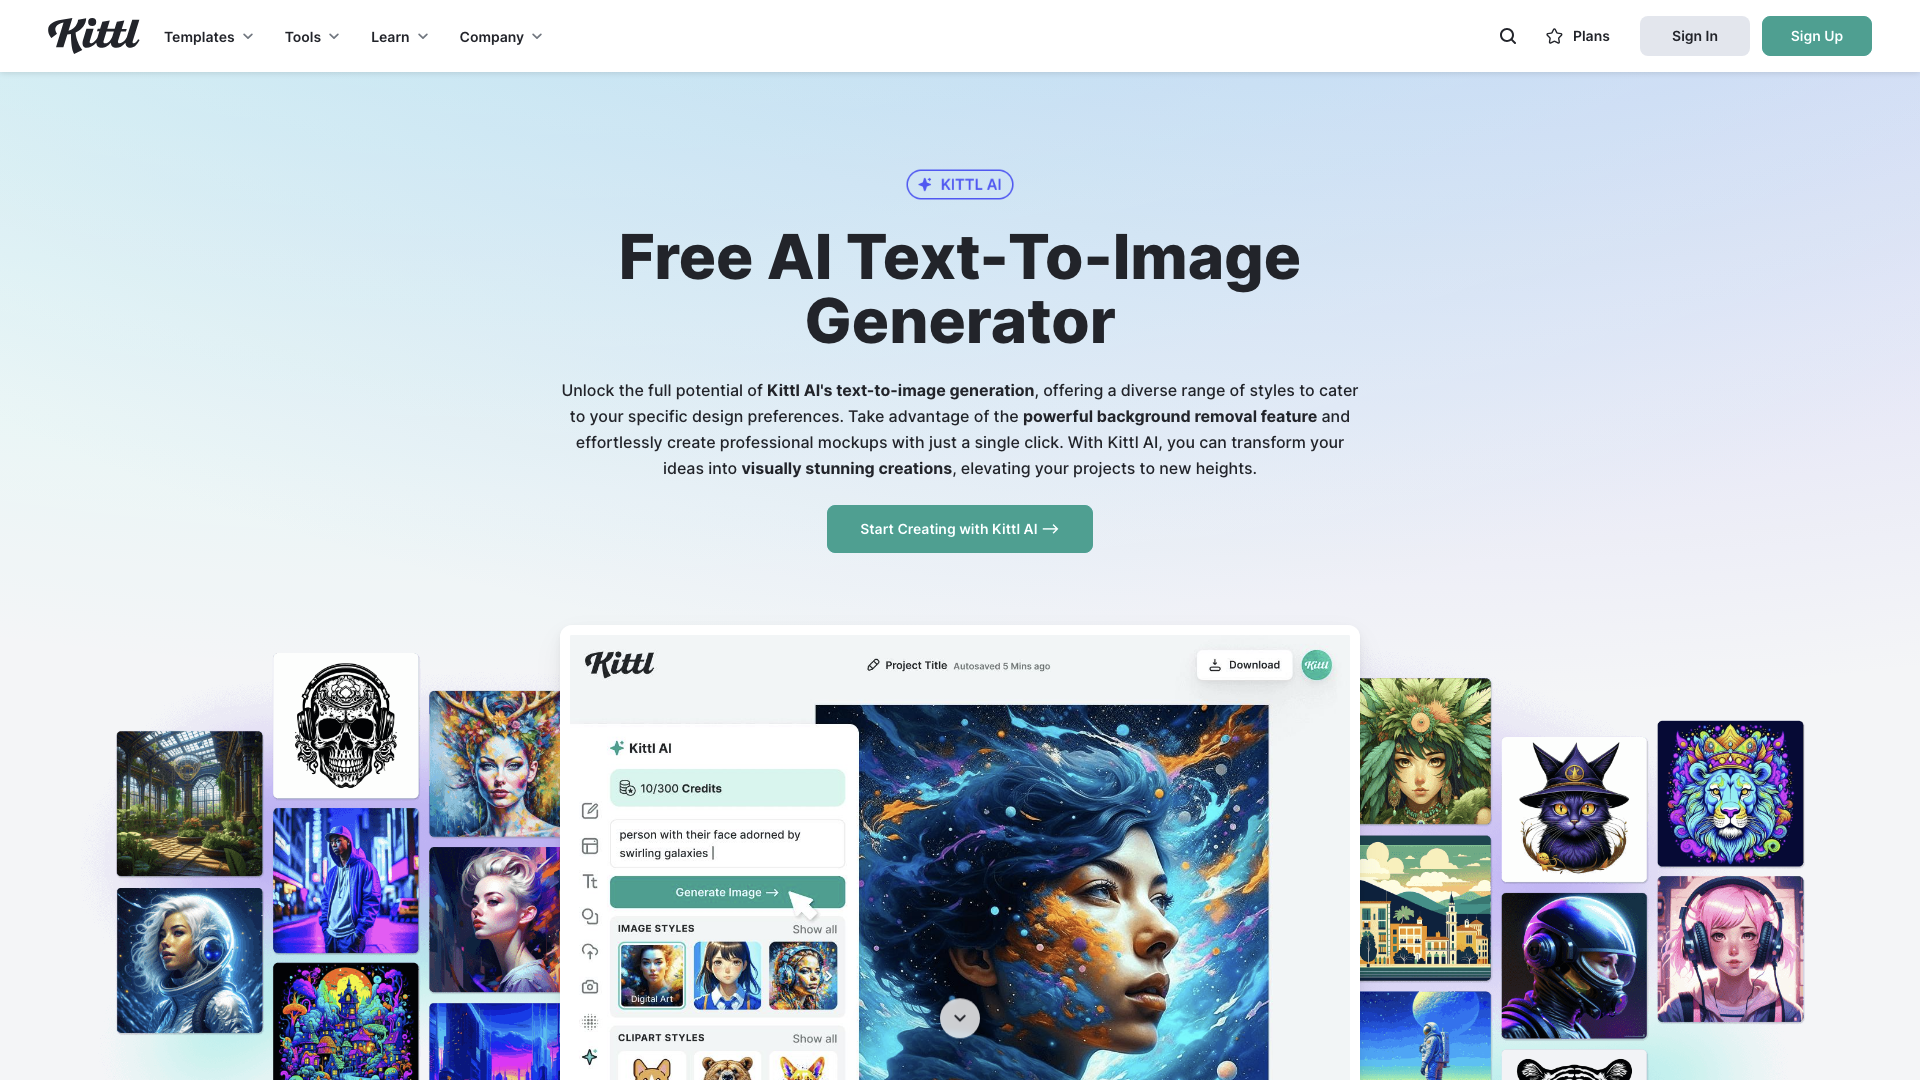 Kittl
Templates
Tools
Learn
Company
Plans
Sign In
Sign Up
KITTL AI
Free AI Text-To-Image
Generator
Unlock the full potential of Kittl AI's text-to-image generation, offering a diverse range of styles to cater
to your specific design preferences. Take advantage of the powerful background removal feature and
effortlessly create professional mockups with just a single click. With Kittl AI, you can transform your
ideas into visually stunning creations, elevating your projects to new heights.
Start Creating with Kittl AI →
Kittl
Project Title Autosaved 5 Mins ago
Download
Kittl
Kittl AI
10/300 Credits
person with their face adorned by
swirling galaxies |
Tt
Generate Image →
IMAGE STYLES
Show all
Digital Art
CLIPART STYLES
Show all